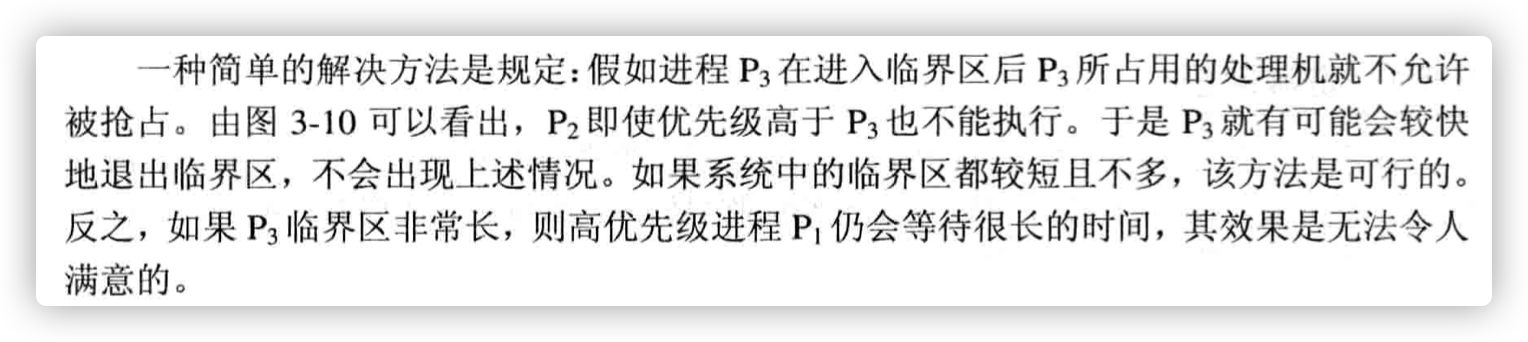 一种简单的解决方法是规定：假如进程 P₃ 在进入临界区后 P₃ 所占用的处理机就不允许
被抢占。由图 3-10 可以看出，P₂ 即使优先级高于 P₃ 也不能执行。于是 P₃ 就有可能会较快
地退出临界区，不会出现上述情况。如果系统中的临界区都较短且不多，该方法是可行的。
反之，如果 P₃ 临界区非常长，则高优先级进程 P₁ 仍会等待很长的时间，其效果是无法令人
满意的。